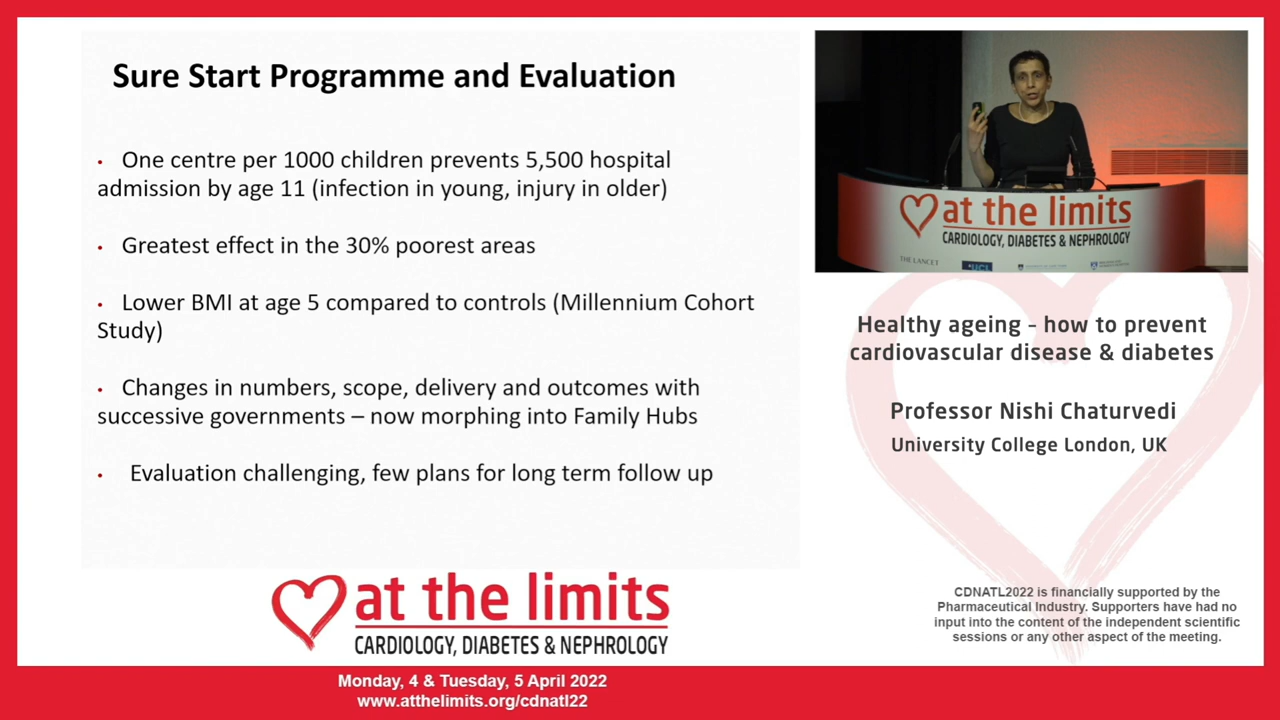 Sure Start Programme and Evaluation
• One centre per 1000 children prevents 5,500 hospital
admission by age 11 (infection in young, injury in older)
• Greatest effect in the 30% poorest areas
• Lower BMI at age 5 compared to controls (Millennium Cohort
Study)
• Changes in numbers, scope, delivery and outcomes with
successive governments – now morphing into Family Hubs
• Evaluation challenging, few plans for long term follow up
at the limits
CARDIOLOGY, DIABETES & NEPHROLOGY
THE LANCET
UCL
Healthy ageing – how to prevent
cardiovascular disease & diabetes
Professor Nishi Chaturvedi
University College London, UK
at the limits
CARDIOLOGY, DIABETES & NEPHROLOGY
CDNATL2022 is financially supported by the
Pharmaceutical Industry. Supporters have had no
input into the content of the independent scientific
sessions or any other aspect of the meeting.
Monday, 4 & Tuesday, 5 April 2022
www.atthelimits.org/cdnatl22